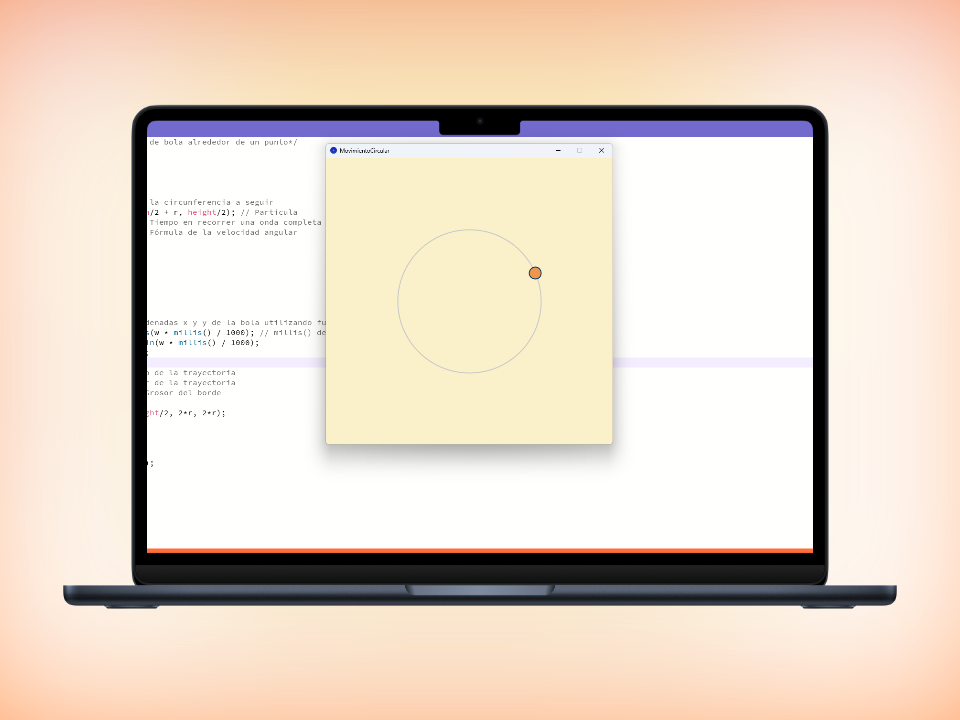 MovimientoCircular
de bola alrededor de un punto*/
la circunferencia a seguir
/2 + r, height/2); // Particula
Tiempo en recorrer una onda completa
Fórmula de la velocidad angular
denadas x y y de la bola utilizando fu
s(w * millis() / 1000); // millis() de
in(w * millis() / 1000);
;
o de la trayectoria
r de la trayectoria
Grosor del borde
ght/2, 2*r, 2*r);
);